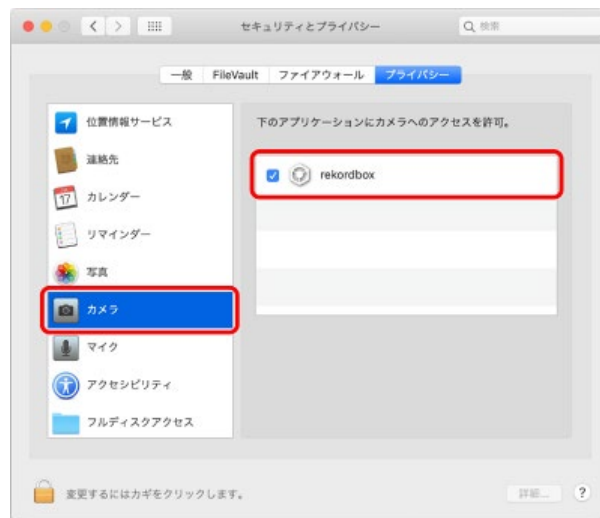 セキュリティとプライバシー
検索
一般 FileVault ファイアウォール プライバシー
位置情報サービス
連絡先
17 カレンダー
リマインダー
写真
カメラ
マイク
アクセシビリティ
フルディスクアクセス
下のアプリケーションにカメラへのアクセスを許可。
rekordbox
変更するにはカギをクリックします。
詳細... ?